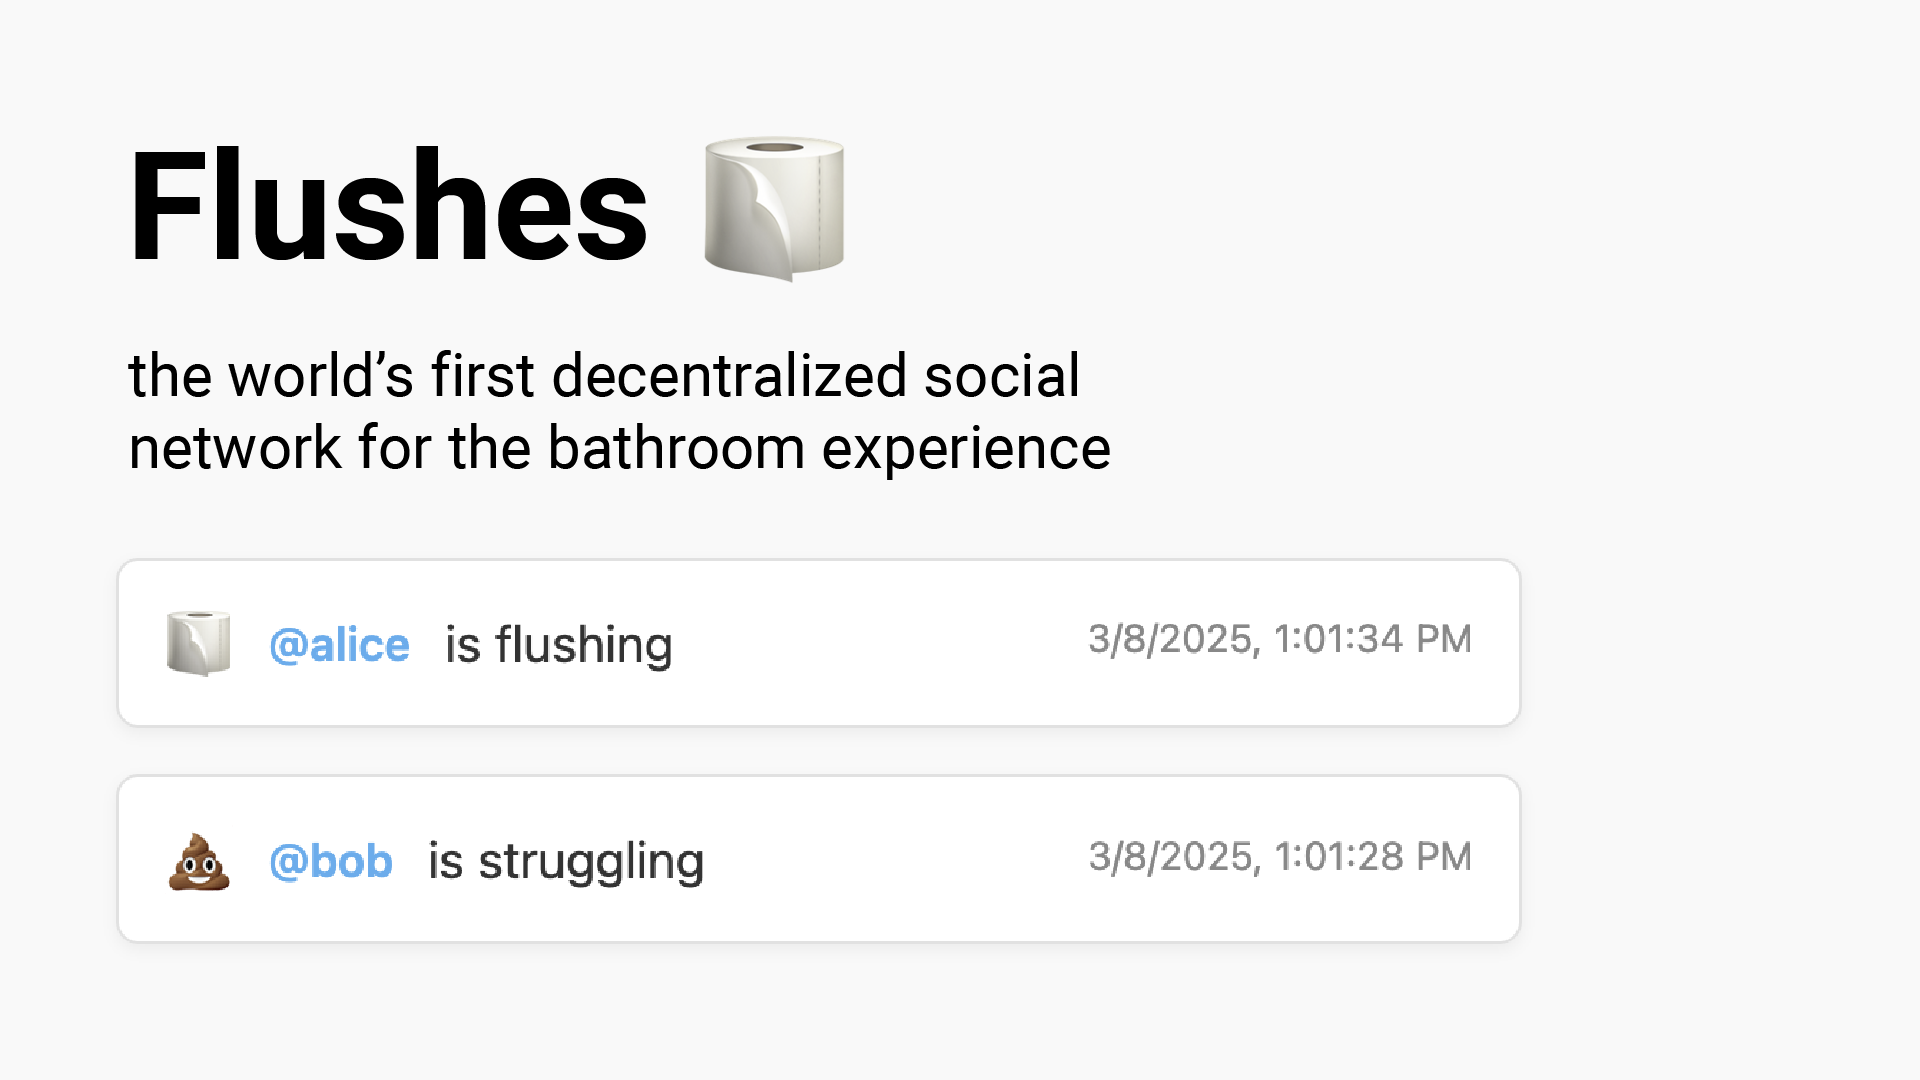 Flushes
the world’s first decentralized social
network for the bathroom experience
@alice is flushing 3/8/2025, 1:01:34 PM
@bob is struggling 3/8/2025, 1:01:28 PM